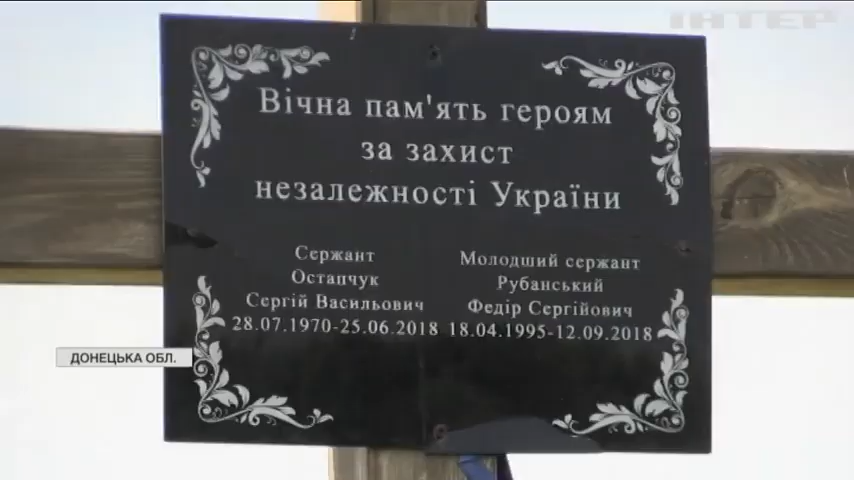 ІНТЕР
Вічна пам'ять героям
за захист
незалежності України
Сержант
Остапчук
Сергій Васильович
28.07.1970-25.06.2018
Молодший сержант
Рубанський
Федір Сергійович
18.04.1995-12.09.2018
ДОНЕЦЬКА ОБЛ.